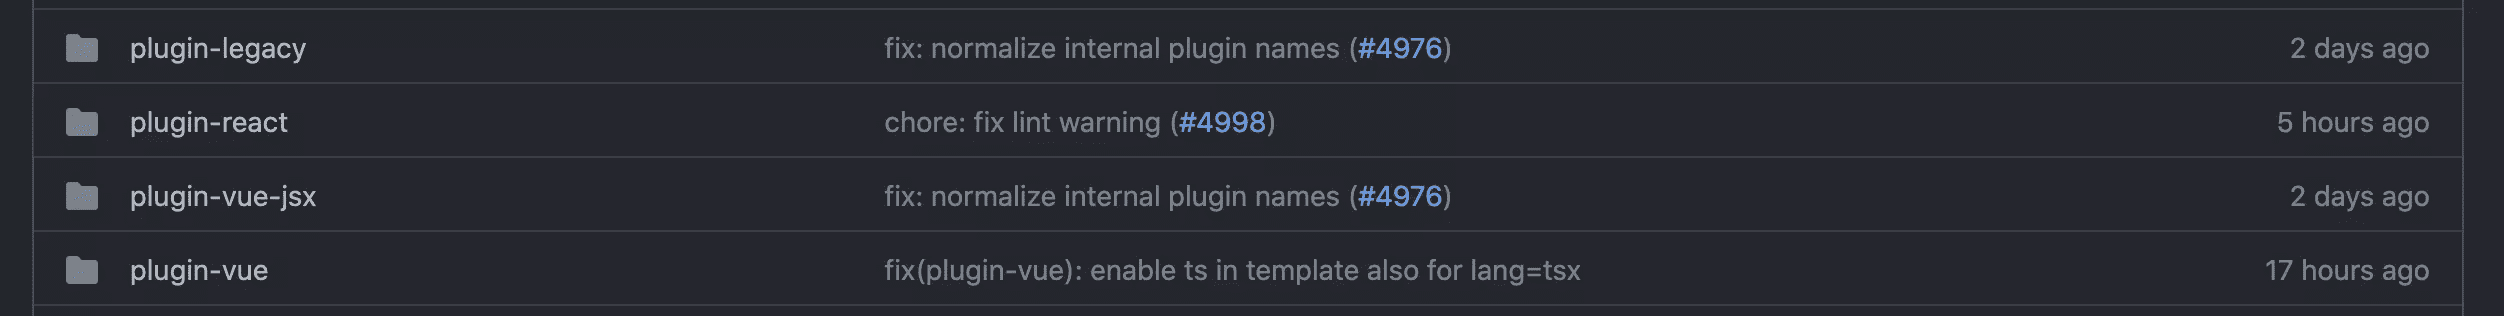 plugin-legacy fix: normalize internal plugin names (#4976) 2 days ago
plugin-react chore: fix lint warning (#4998) 5 hours ago
plugin-vue-jsx fix: normalize internal plugin names (#4976) 2 days ago
plugin-vue fix(plugin-vue): enable ts in template also for lang=tsx 17 hours ago